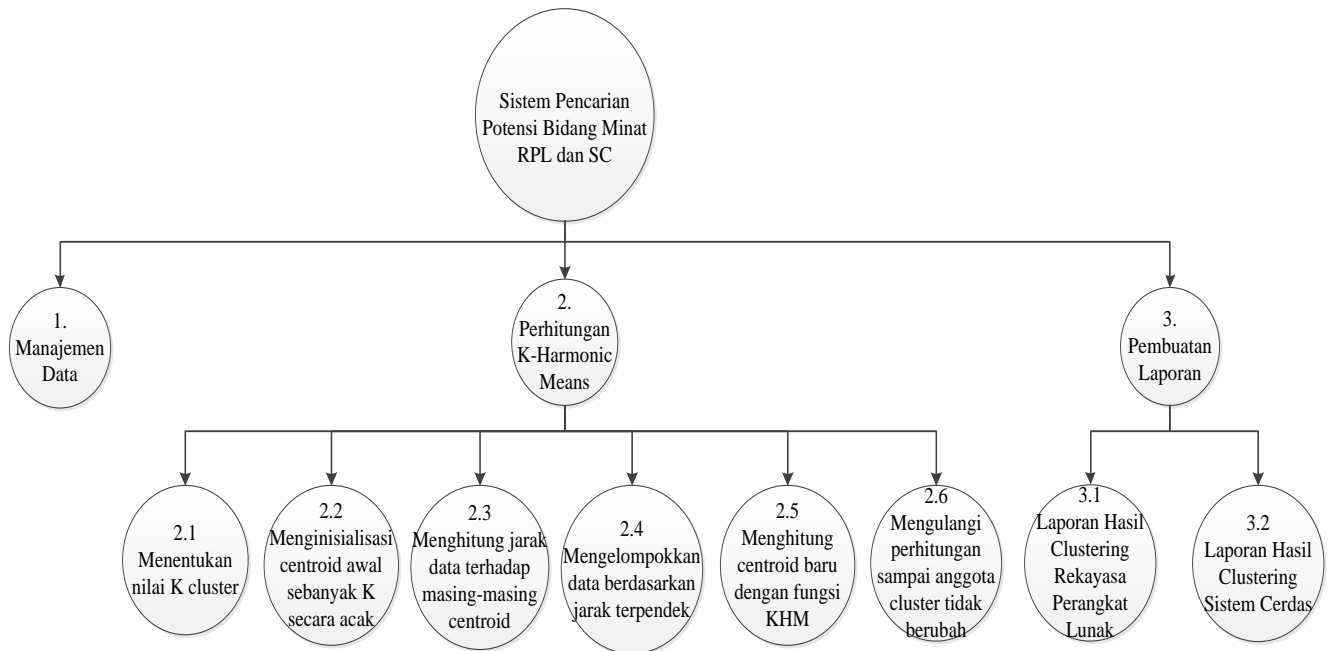 Sistem Pencarian
Potensi Bidang Minat
RPL dan SC
1.
Manajemen
Data
2.
Perhitungan
K-Harmonic
Means
3.
Pembuatan
Laporan
2.1
Menentukan
nilai K cluster
2.2
Menginisialisasi
centroid awal
sebanyak K
secara acak
2.3
Menghitung jarak
data terhadap
masing-masing
centroid
2.4
Mengelompokkan
data berdasarkan
jarak terpendek
2.5
Menghitung
centroid baru
dengan fungsi
KHM
2.6
Mengulangi
perhitungan
sampai anggota
cluster tidak
berubah
3.1
Laporan Hasil
Clustering
Rekayasa
Perangkat
Lunak
3.2
Laporan Hasil
Clustering
Sistem Cerdas